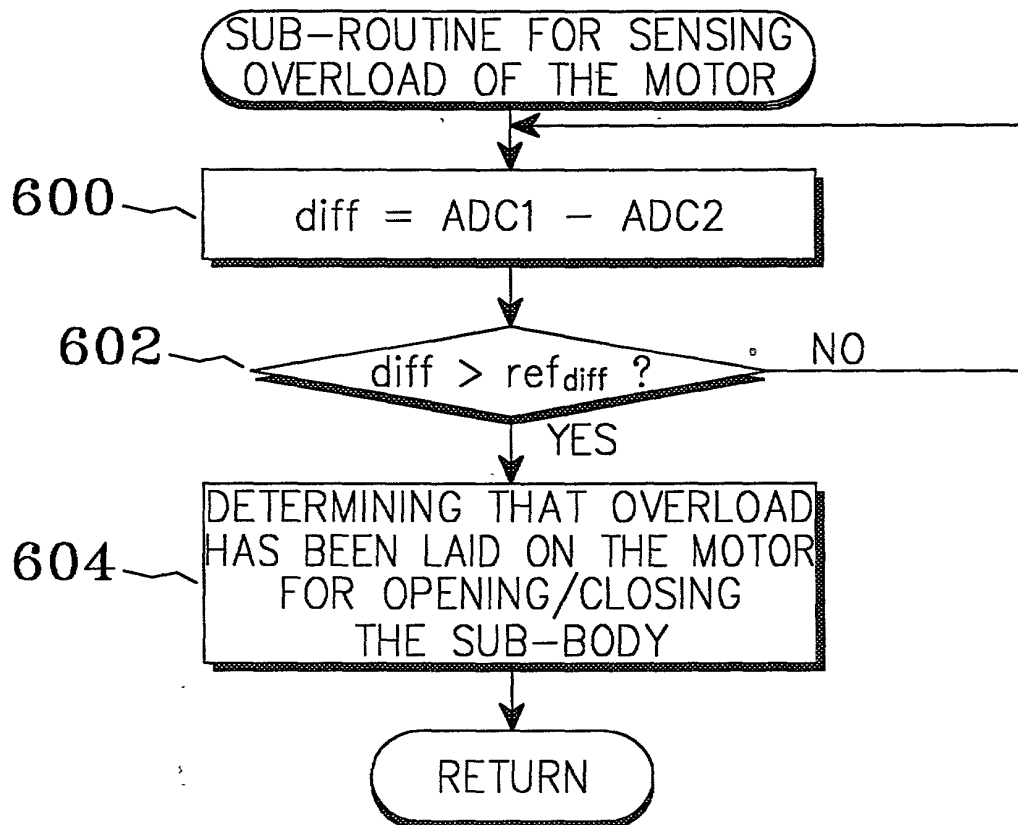 SUB-ROUTINE FOR SENSING
OVERLOAD OF THE MOTOR
600
diff = ADC1 - ADC2
602
diff > refdiff ?
NO
YES
604
DETERMINING THAT OVERLOAD
HAS BEEN LAID ON THE MOTOR
FOR OPENING/CLOSING
THE SUB-BODY
RETURN